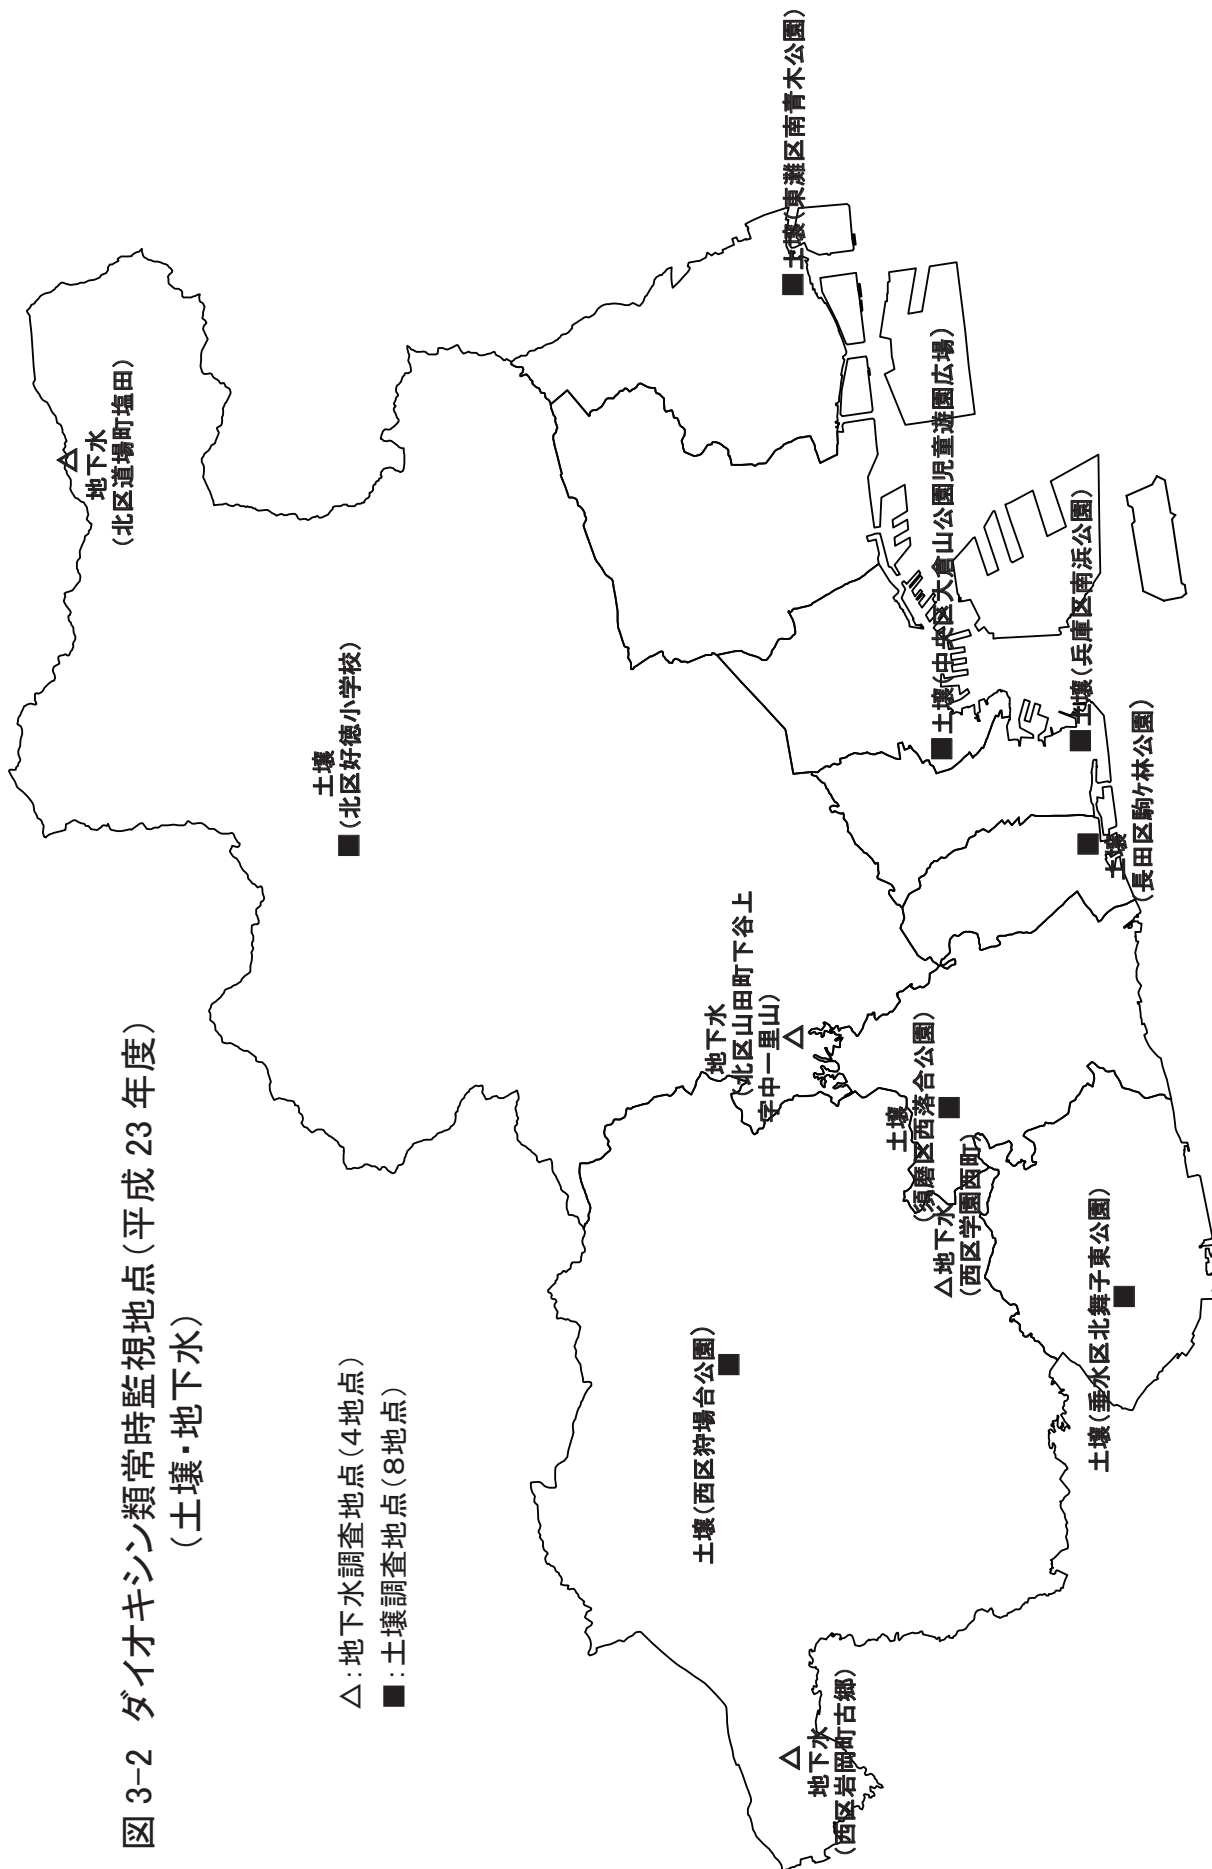 図 3-2 ダイオキシン類常時監視地点（平成 23 年度）
（土壌・地下水）
△：地下水調査地点（4地点）
■：土壌調査地点（8地点）
地下水
（北区道場町塩田）
土壌
（北区好徳小学校）
地下水
（北区山田町下谷上
字中一里山）
土壌（西区狩場台公園）
地下水
（西区岩岡町古郷）
土壌
（須磨区西落合公園）
地下水
（西区学園西町）
土壌（垂水区北舞子東公園）
土壌（東灘区南青木公園）
土壌（中央区大倉山公園児童遊園広場）
土壌（兵庫区南浜公園）
土壌
（長田区駒ケ林公園）